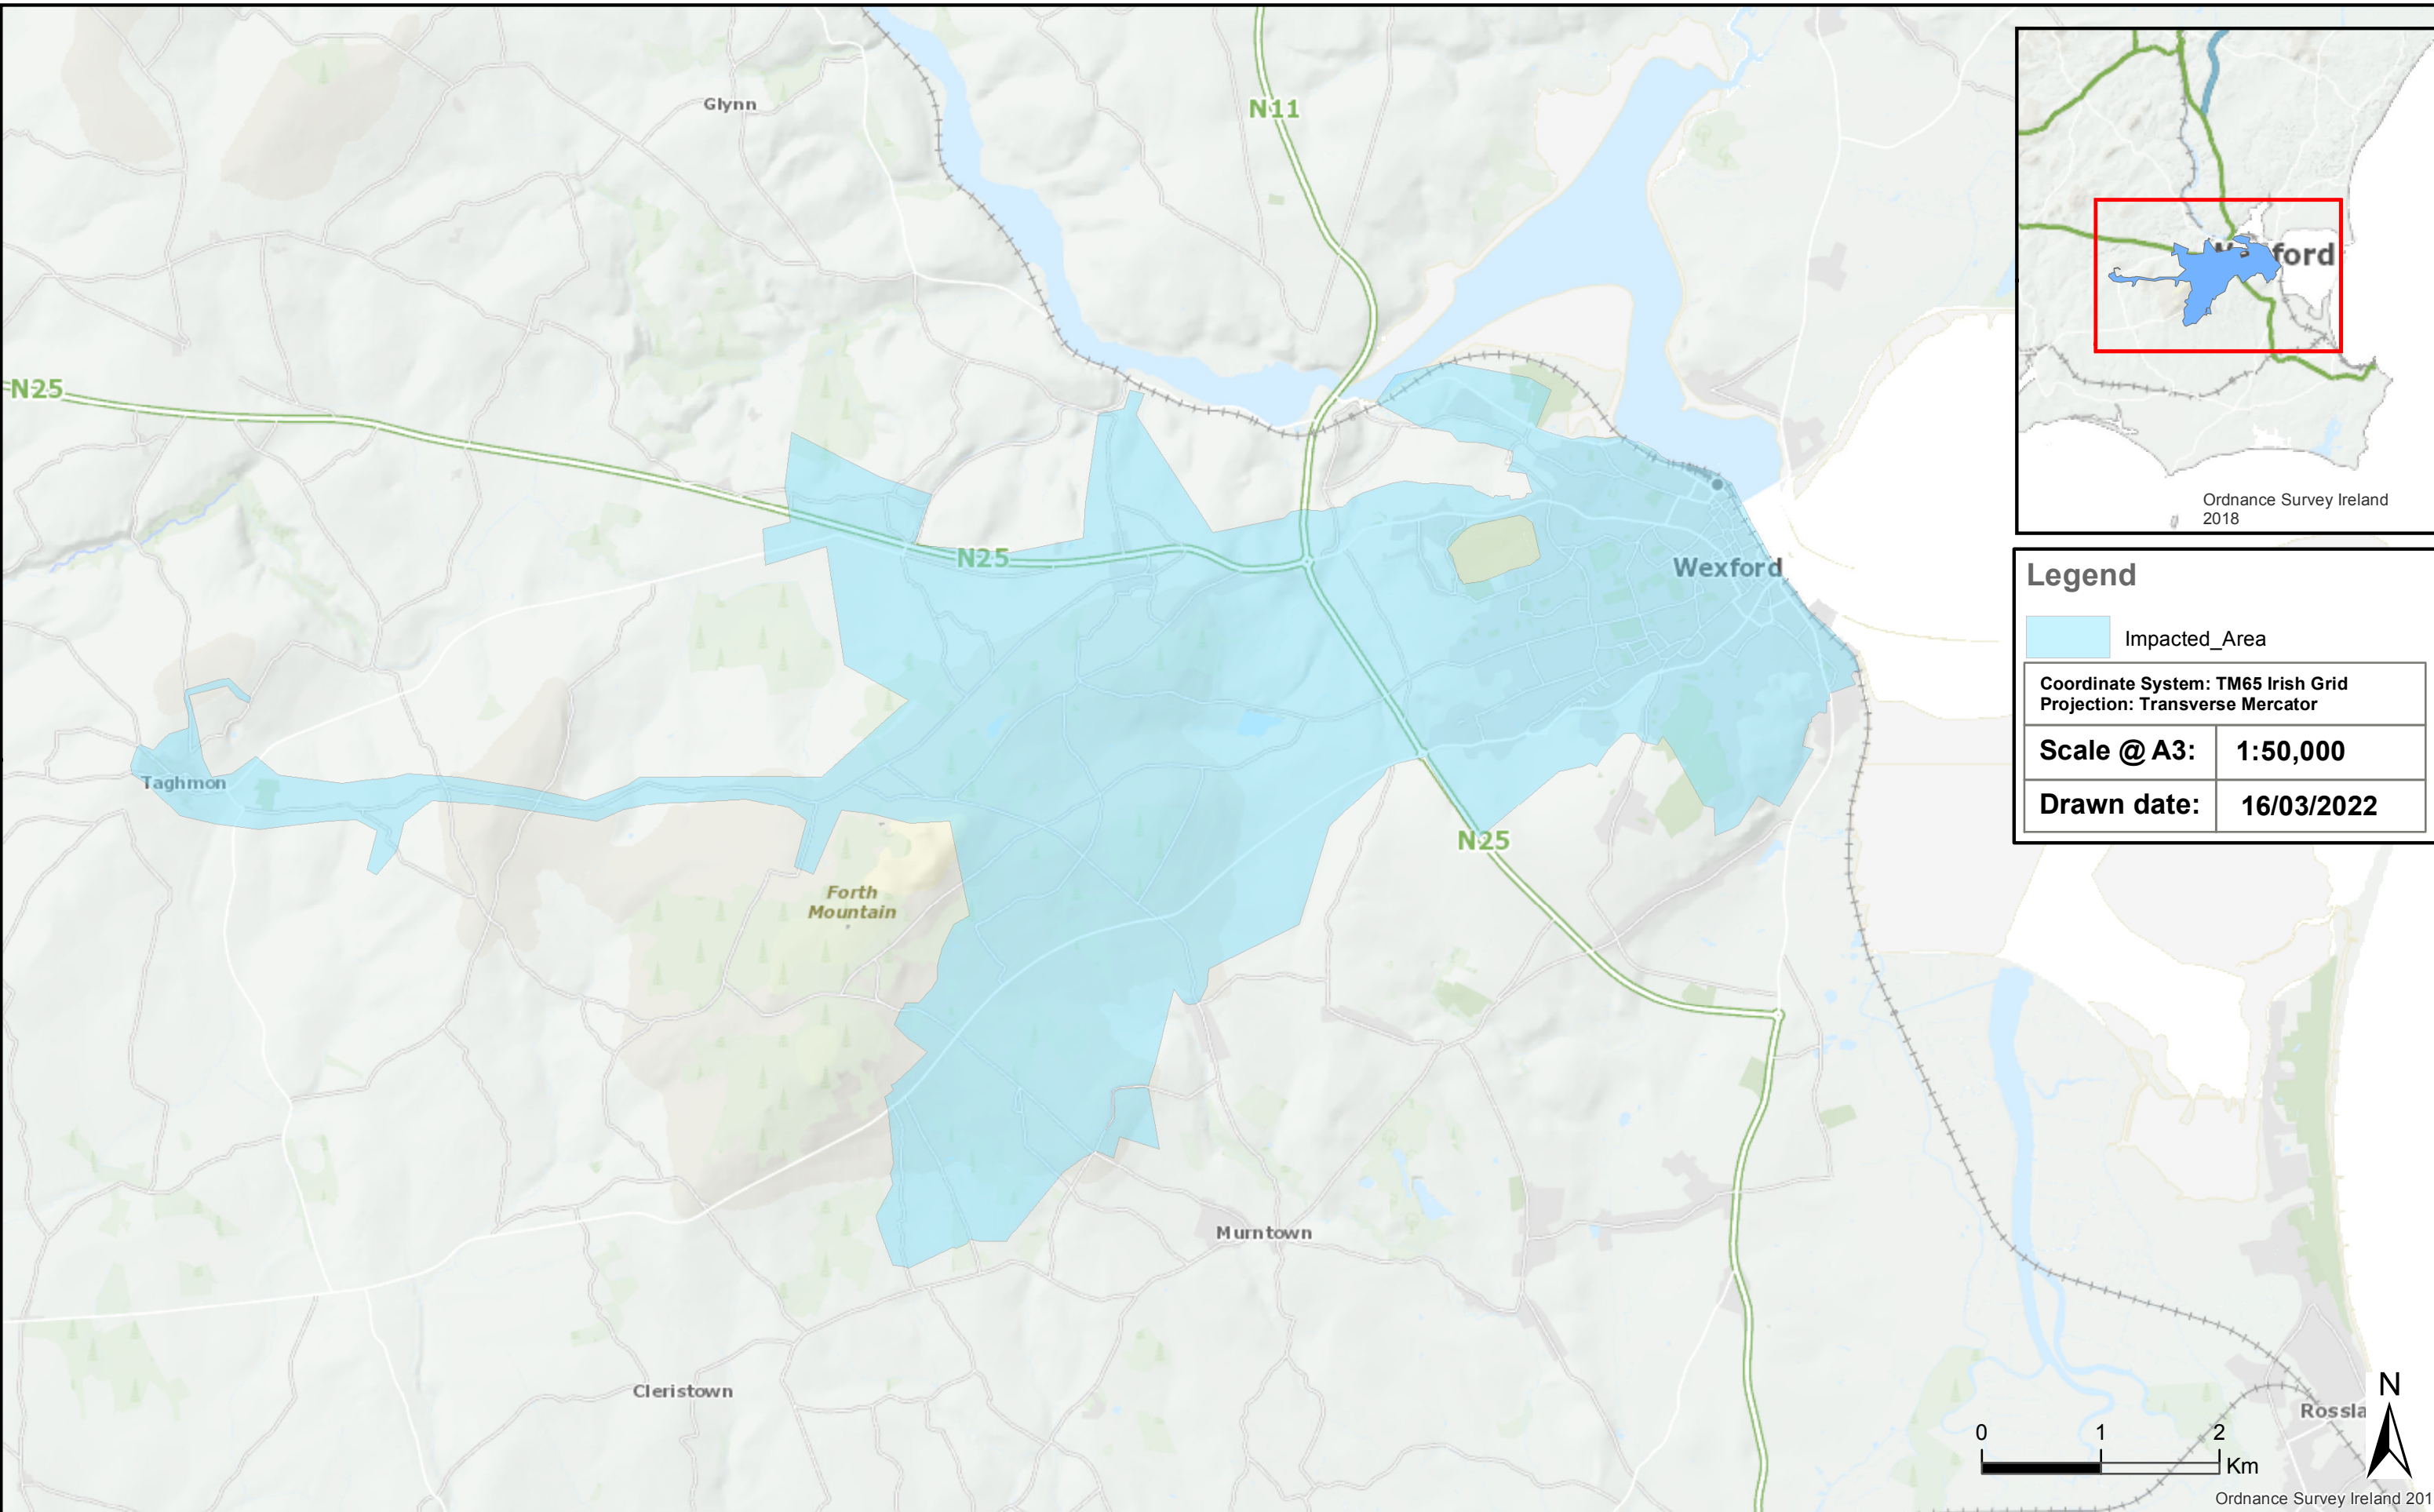 Glynn
N11
N25
N25
Wexford
Taghmon
N25
Forth
Mountain
Murntown
Cleristown
ford
Ordnance Survey Ireland
2018
Legend
Impacted_Area
Coordinate System: TM65 Irish Grid
Projection: Transverse Mercator
Scale @ A3: 1:50,000
Drawn date: 16/03/2022
N
Rossla
0 1 2
Km
Ordnance Survey Ireland 201